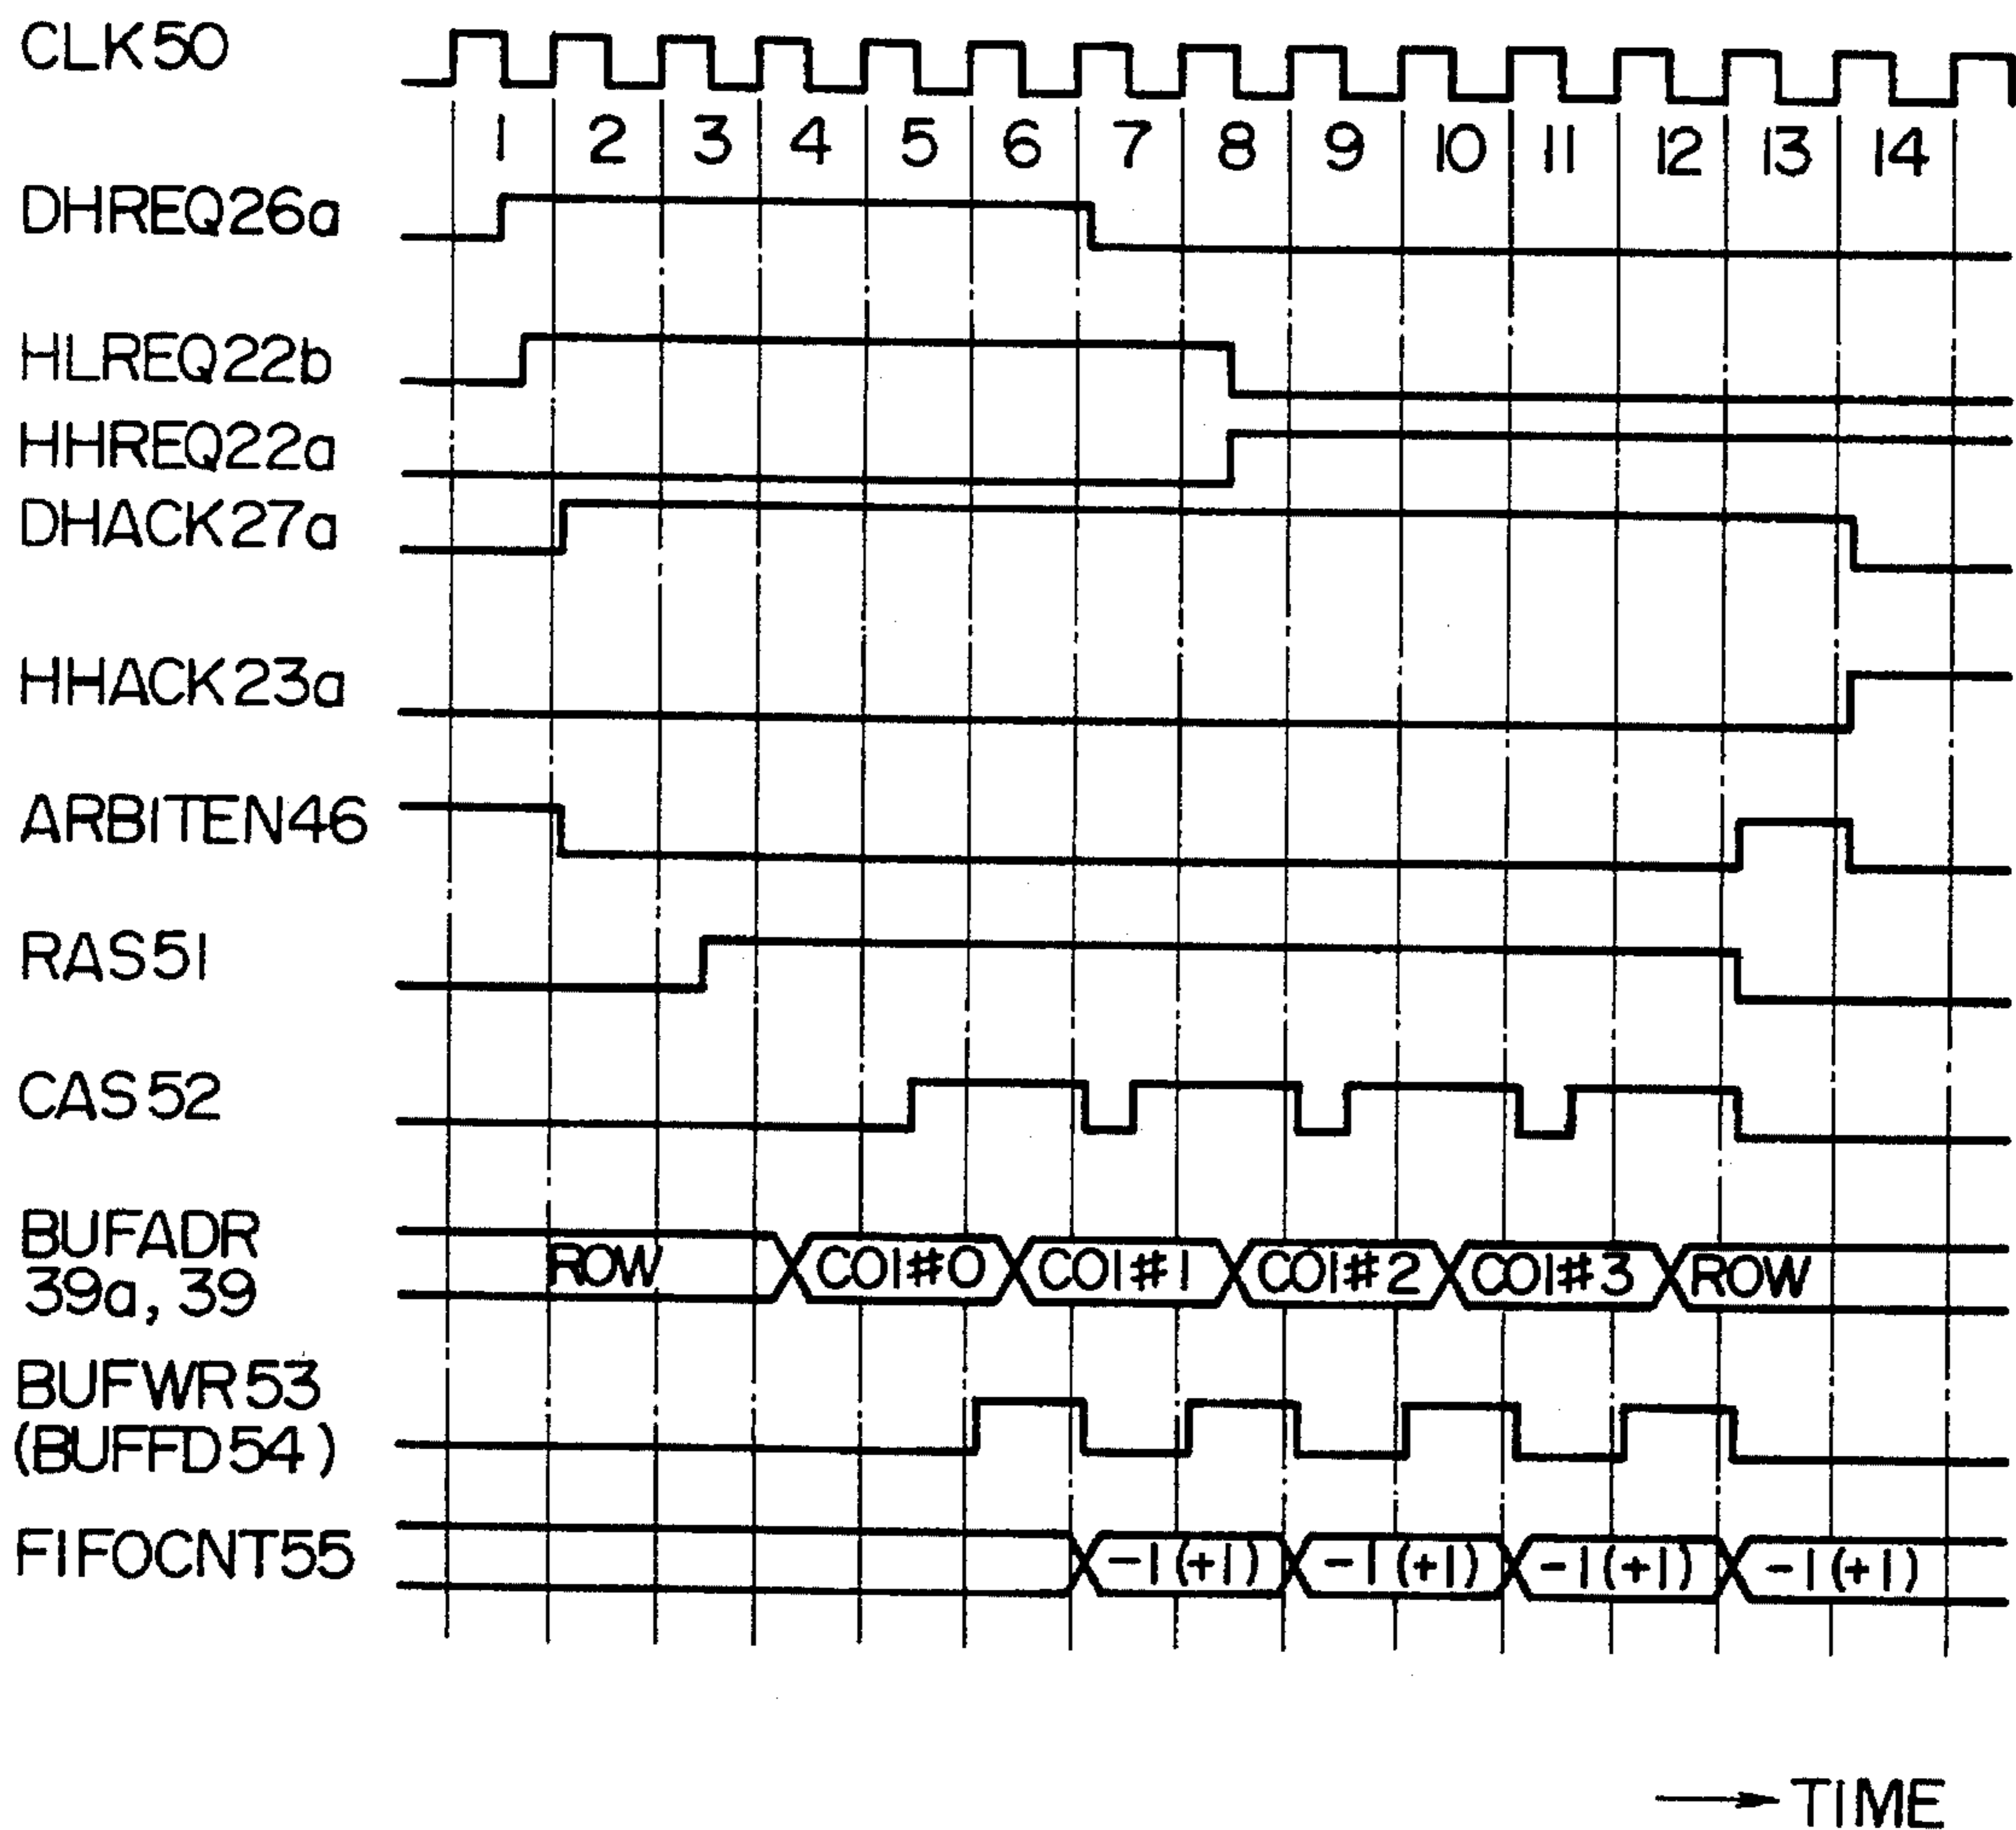 CLK50
1 2 3 4 5 6 7 8 9 10 11 12 13 14
DHREQ26a
HLREQ22b
HHREQ22a
DHACK27a
HHACK23a
ARBITEN46
RAS51
CAS52
BUFADR
39a, 39
ROW COl#0 COl#1 COl#2 COl#3 ROW
BUFWR53
(BUFFD54)
FIFOCNT55 -1(+1) -1(+1) -1(+1) -1(+1)
TIME